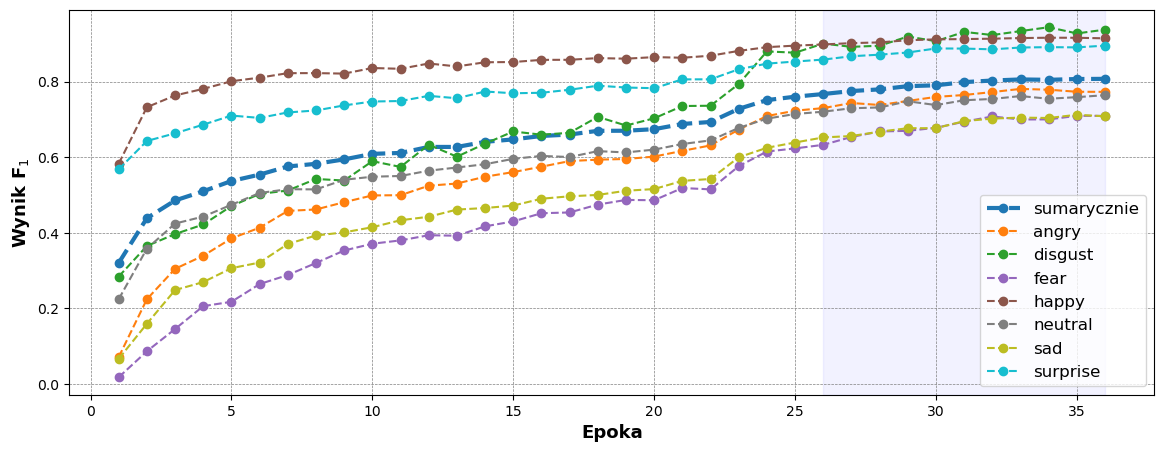 Wynik F₁
0.8
0.6
0.4
0.2
0.0
0
5
10
15
20
25
30
35
Epoka
sumarycznie
angry
disgust
fear
happy
neutral
sad
surprise